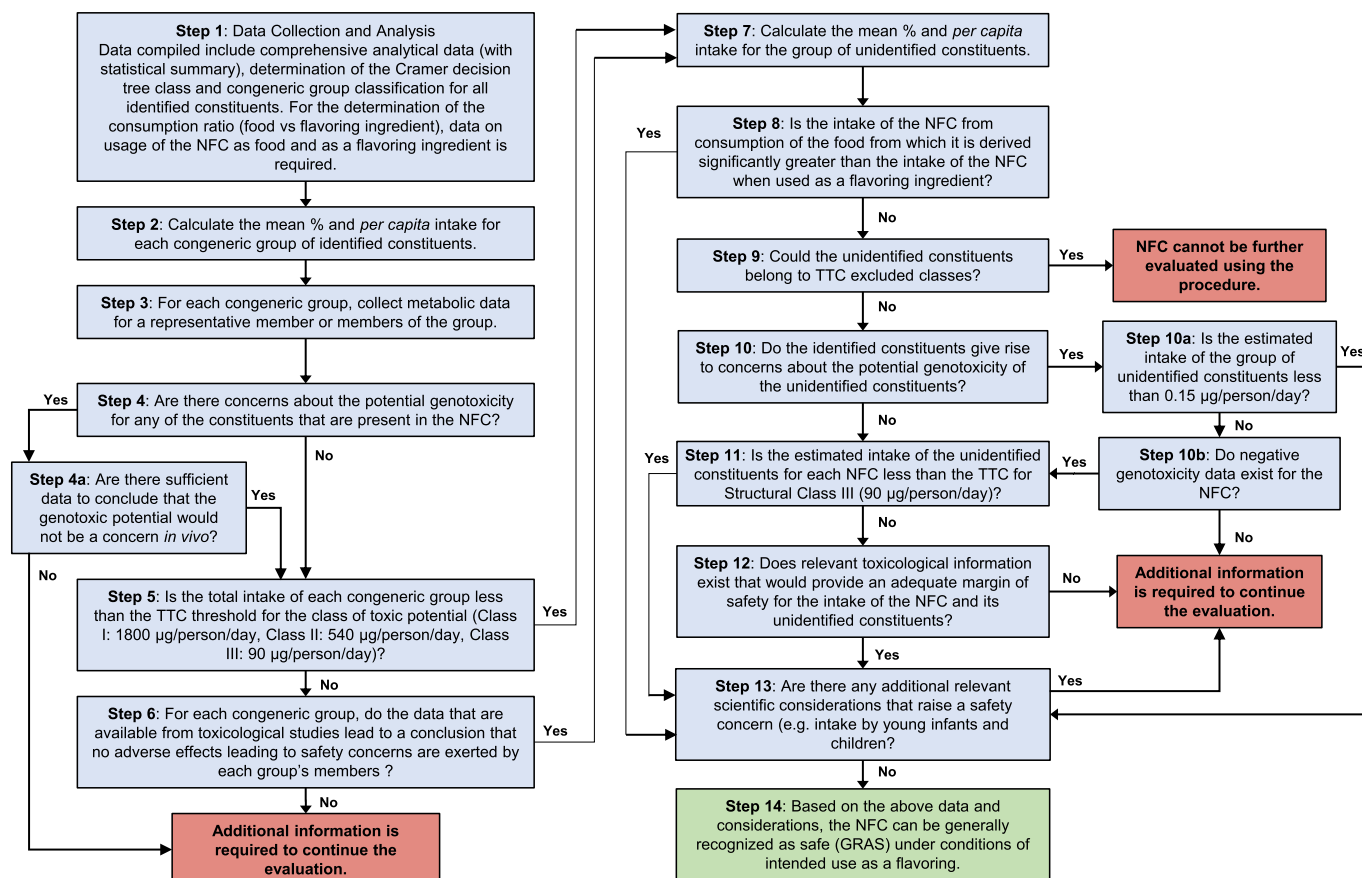 Step 1: Data Collection and Analysis
Data compiled include comprehensive analytical data (with
statistical summary), determination of the Cramer decision
tree class and congeneric group classification for all
identified constituents. For the determination of the
consumption ratio (food vs flavoring ingredient), data on
usage of the NFC as food and as a flavoring ingredient is
required.
Step 2: Calculate the mean % and per capita intake for
each congeneric group of identified constituents.
Step 3: For each congeneric group, collect metabolic data
for a representative member or members of the group.
Step 4: Are there concerns about the potential genotoxicity
for any of the constituents that are present in the NFC?
Yes
No
Step 4a: Are there sufficient
data to conclude that the
genotoxic potential would
not be a concern in vivo?
Yes
No
Step 5: Is the total intake of each congeneric group less
than the TTC threshold for the class of toxic potential (Class
I: 1800 µg/person/day, Class II: 540 µg/person/day, Class
III: 90 µg/person/day)?
Yes
No
Step 6: For each congeneric group, do the data that are
available from toxicological studies lead to a conclusion that
no adverse effects leading to safety concerns are exerted by
each group's members ?
Yes
No
Additional information is
required to continue the
evaluation.
Step 7: Calculate the mean % and per capita
intake for the group of unidentified constituents.
Step 8: Is the intake of the NFC from
consumption of the food from which it is derived
significantly greater than the intake of the NFC
when used as a flavoring ingredient?
Yes
No
Step 9: Could the unidentified constituents
belong to TTC excluded classes?
Yes
No
NFC cannot be further
evaluated using the
procedure.
Step 10: Do the identified constituents give rise
to concerns about the potential genotoxicity of
the unidentified constituents?
Yes
No
Step 10a: Is the estimated
intake of the group of
unidentified constituents less
than 0.15 µg/person/day?
Yes
No
Step 10b: Do negative
genotoxicity data exist for the
NFC?
Yes
No
Step 11: Is the estimated intake of the unidentified
constituents for each NFC less than the TTC for
Structural Class III (90 µg/person/day)?
Yes
No
Step 12: Does relevant toxicological information
exist that would provide an adequate margin of
safety for the intake of the NFC and its
unidentified constituents?
No
Yes
Additional information
is required to continue
the evaluation.
Step 13: Are there any additional relevant
scientific considerations that raise a safety
concern (e.g. intake by young infants and
children?
Yes
No
Step 14: Based on the above data and
considerations, the NFC can be generally
recognized as safe (GRAS) under conditions of
intended use as a flavoring.